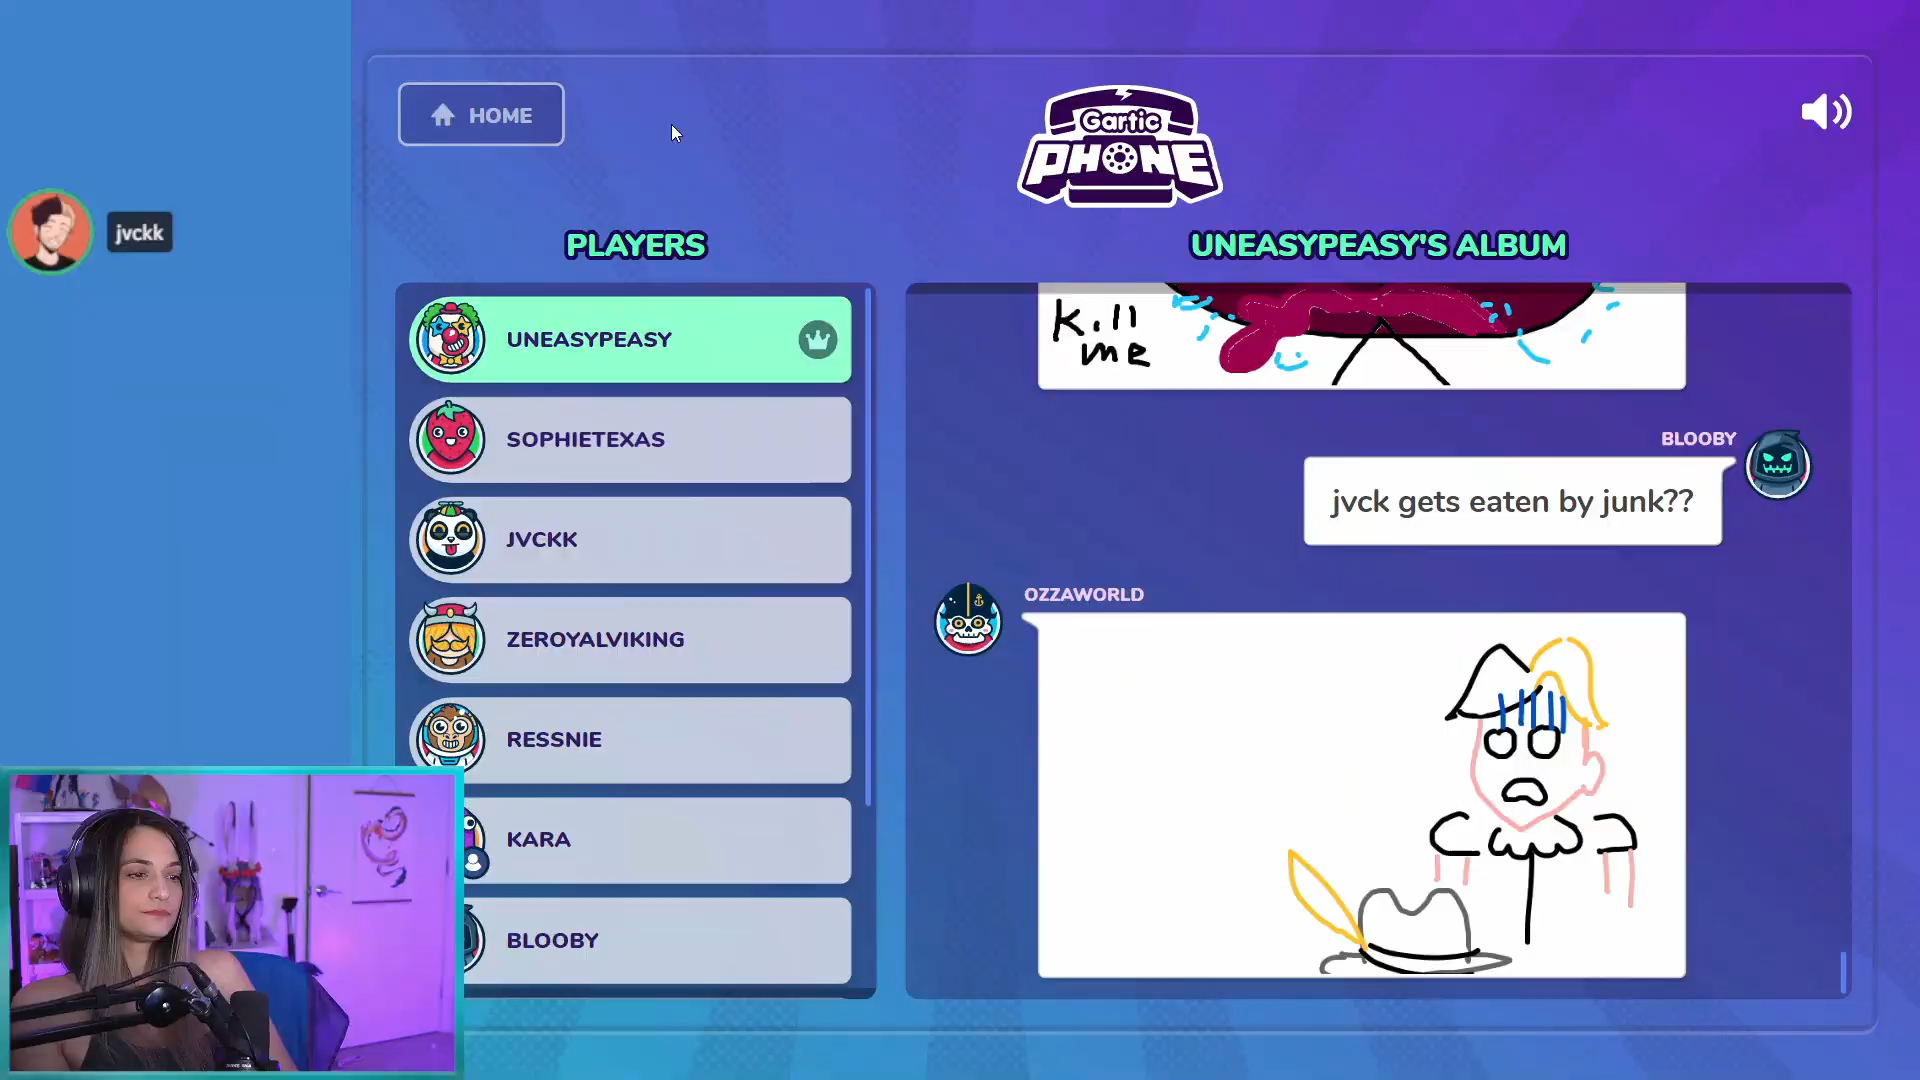 HOME
Gartic
PHONE
jvckk
PLAYERS
UNEASYPEASY'S ALBUM
UNEASYPEASY
SOPHIETEXAS
JVCKK
ZEROYALVIKING
RESSNIE
KARA
BLOOBY
Kill
me
BLOOBY
jvck gets eaten by junk??
OZZAWORLD